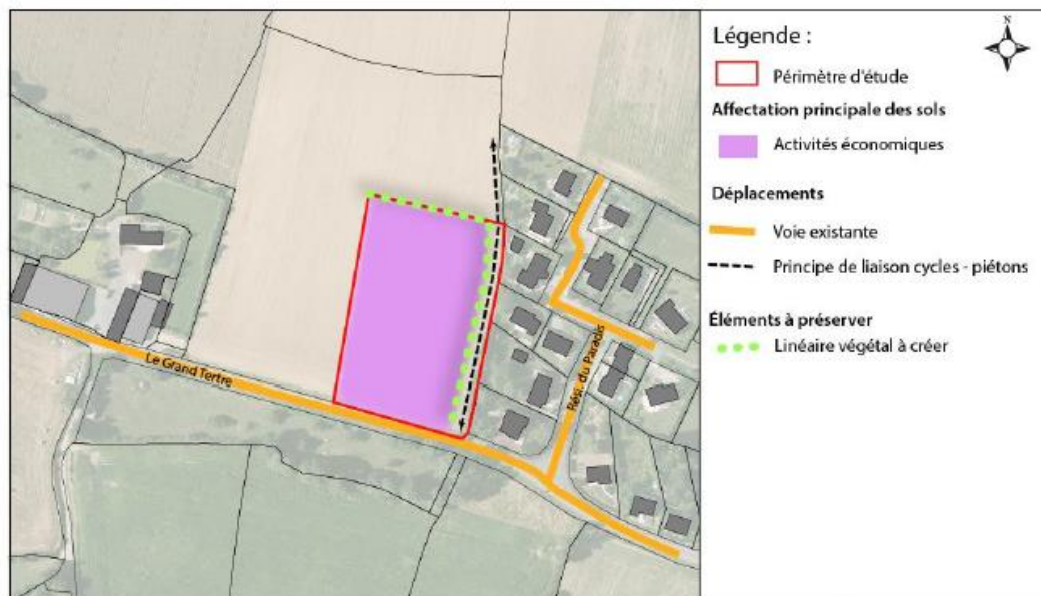 Légende :
N
Périmètre d'étude
Affectation principale des sols
Activités économiques
Déplacements
Voie existante
Principe de liaison cycles - piétons
Éléments à préserver
Linéaire végétal à créer
Le Grand Tertre
Rési. du Paradis